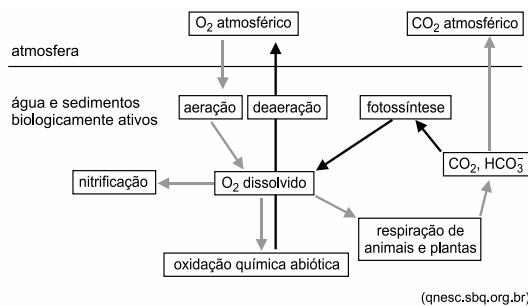 O₂ atmosférico
CO₂ atmosférico
atmosfera
água e sedimentos
biologicamente ativos
aeração
deaeração
fotossíntese
CO₂, HCO₃⁻
nitrificação
O₂ dissolvido
respiração de
animais e plantas
oxidação química abiótica
(qnesc.sbq.org.br)